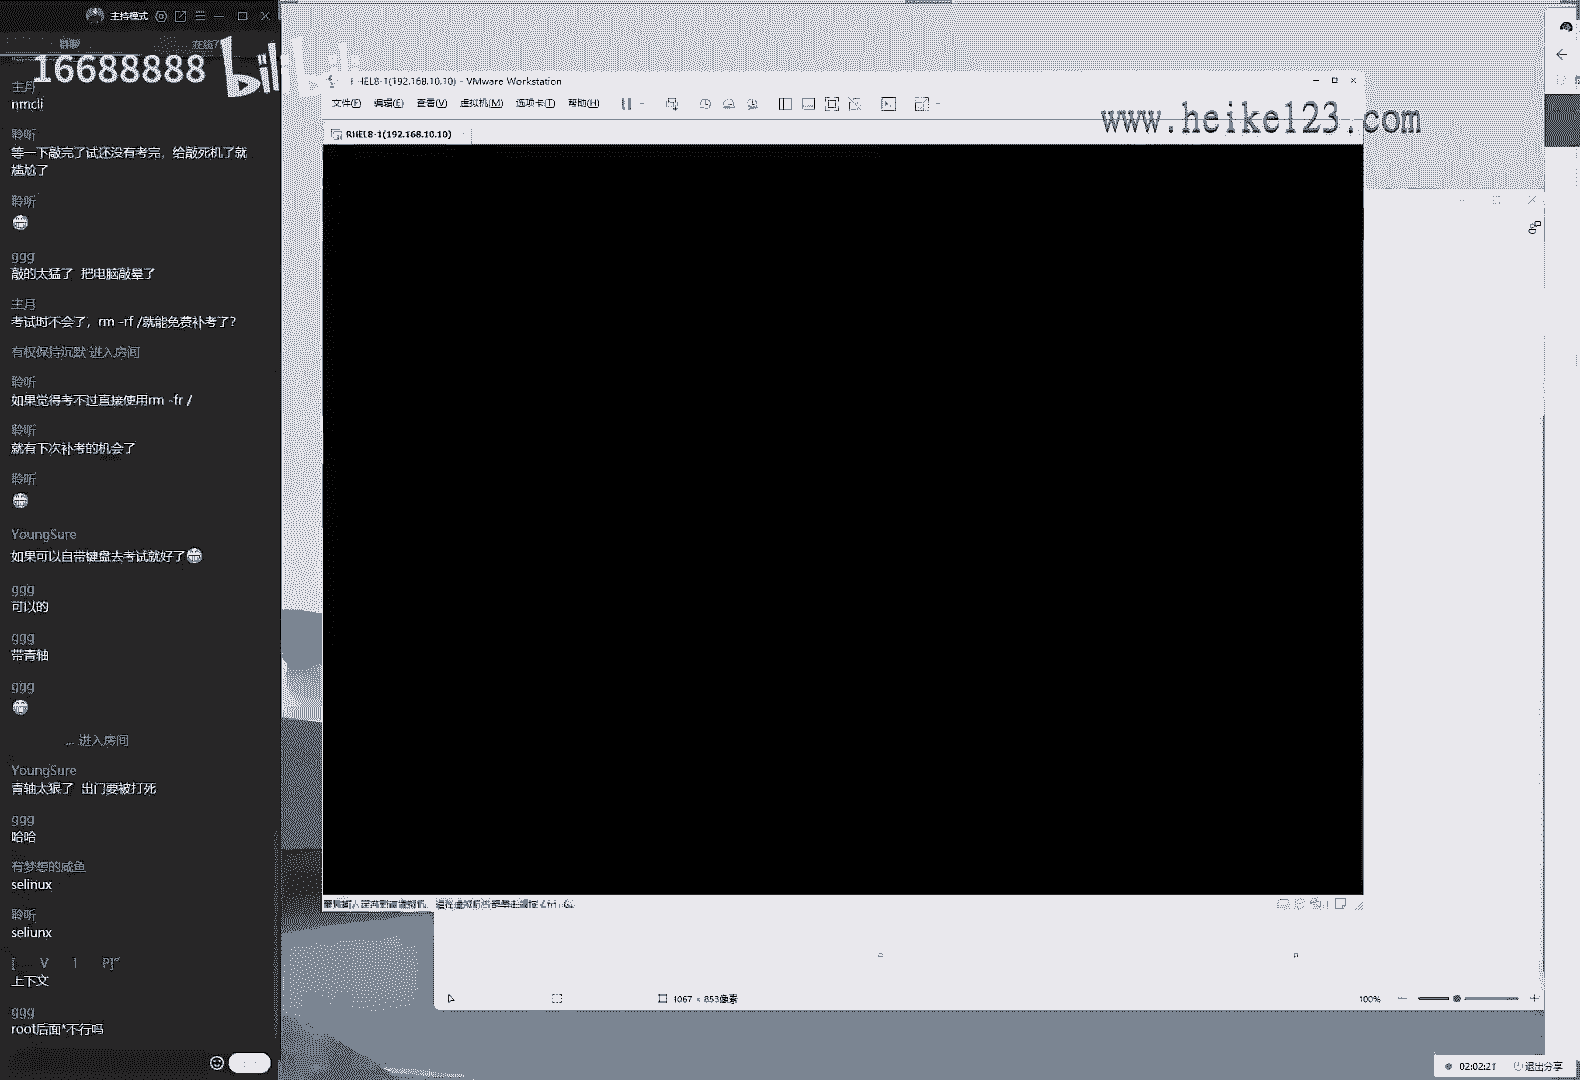 主持模式
16688888
主月
nmcli
聆听
等一下敲完了试还没有考完，给敲死机了就
尴尬了
聆听
ggg
敲的太猛了 把电脑敲晕了
主月
考试时不会了，rm -rf /就能免费补考了？
有权保持沉默 进入房间
聆听
如果觉得考不过直接使用rm -fr /
聆听
就有下次补考的机会了
聆听
YoungSure
如果可以自带键盘去考试就好了
ggg
可以的
ggg
带青轴
ggg
... 进入房间
YoungSure
青轴太狠了 出门要被打死
ggg
哈哈
有梦想的咸鱼
selinux
聆听
seliunx
上下文
ggg
root后面*不行吗
RHEL8-1(192.168.10.10) - VMware Workstation
文件(F) 编辑(E) 查看(V) 虚拟机(M) 选项卡(T) 帮助(H)
RHEL8-1(192.168.10.10)
www.heike123.com
1067 × 853像素
100%
02:02:21 退出分享